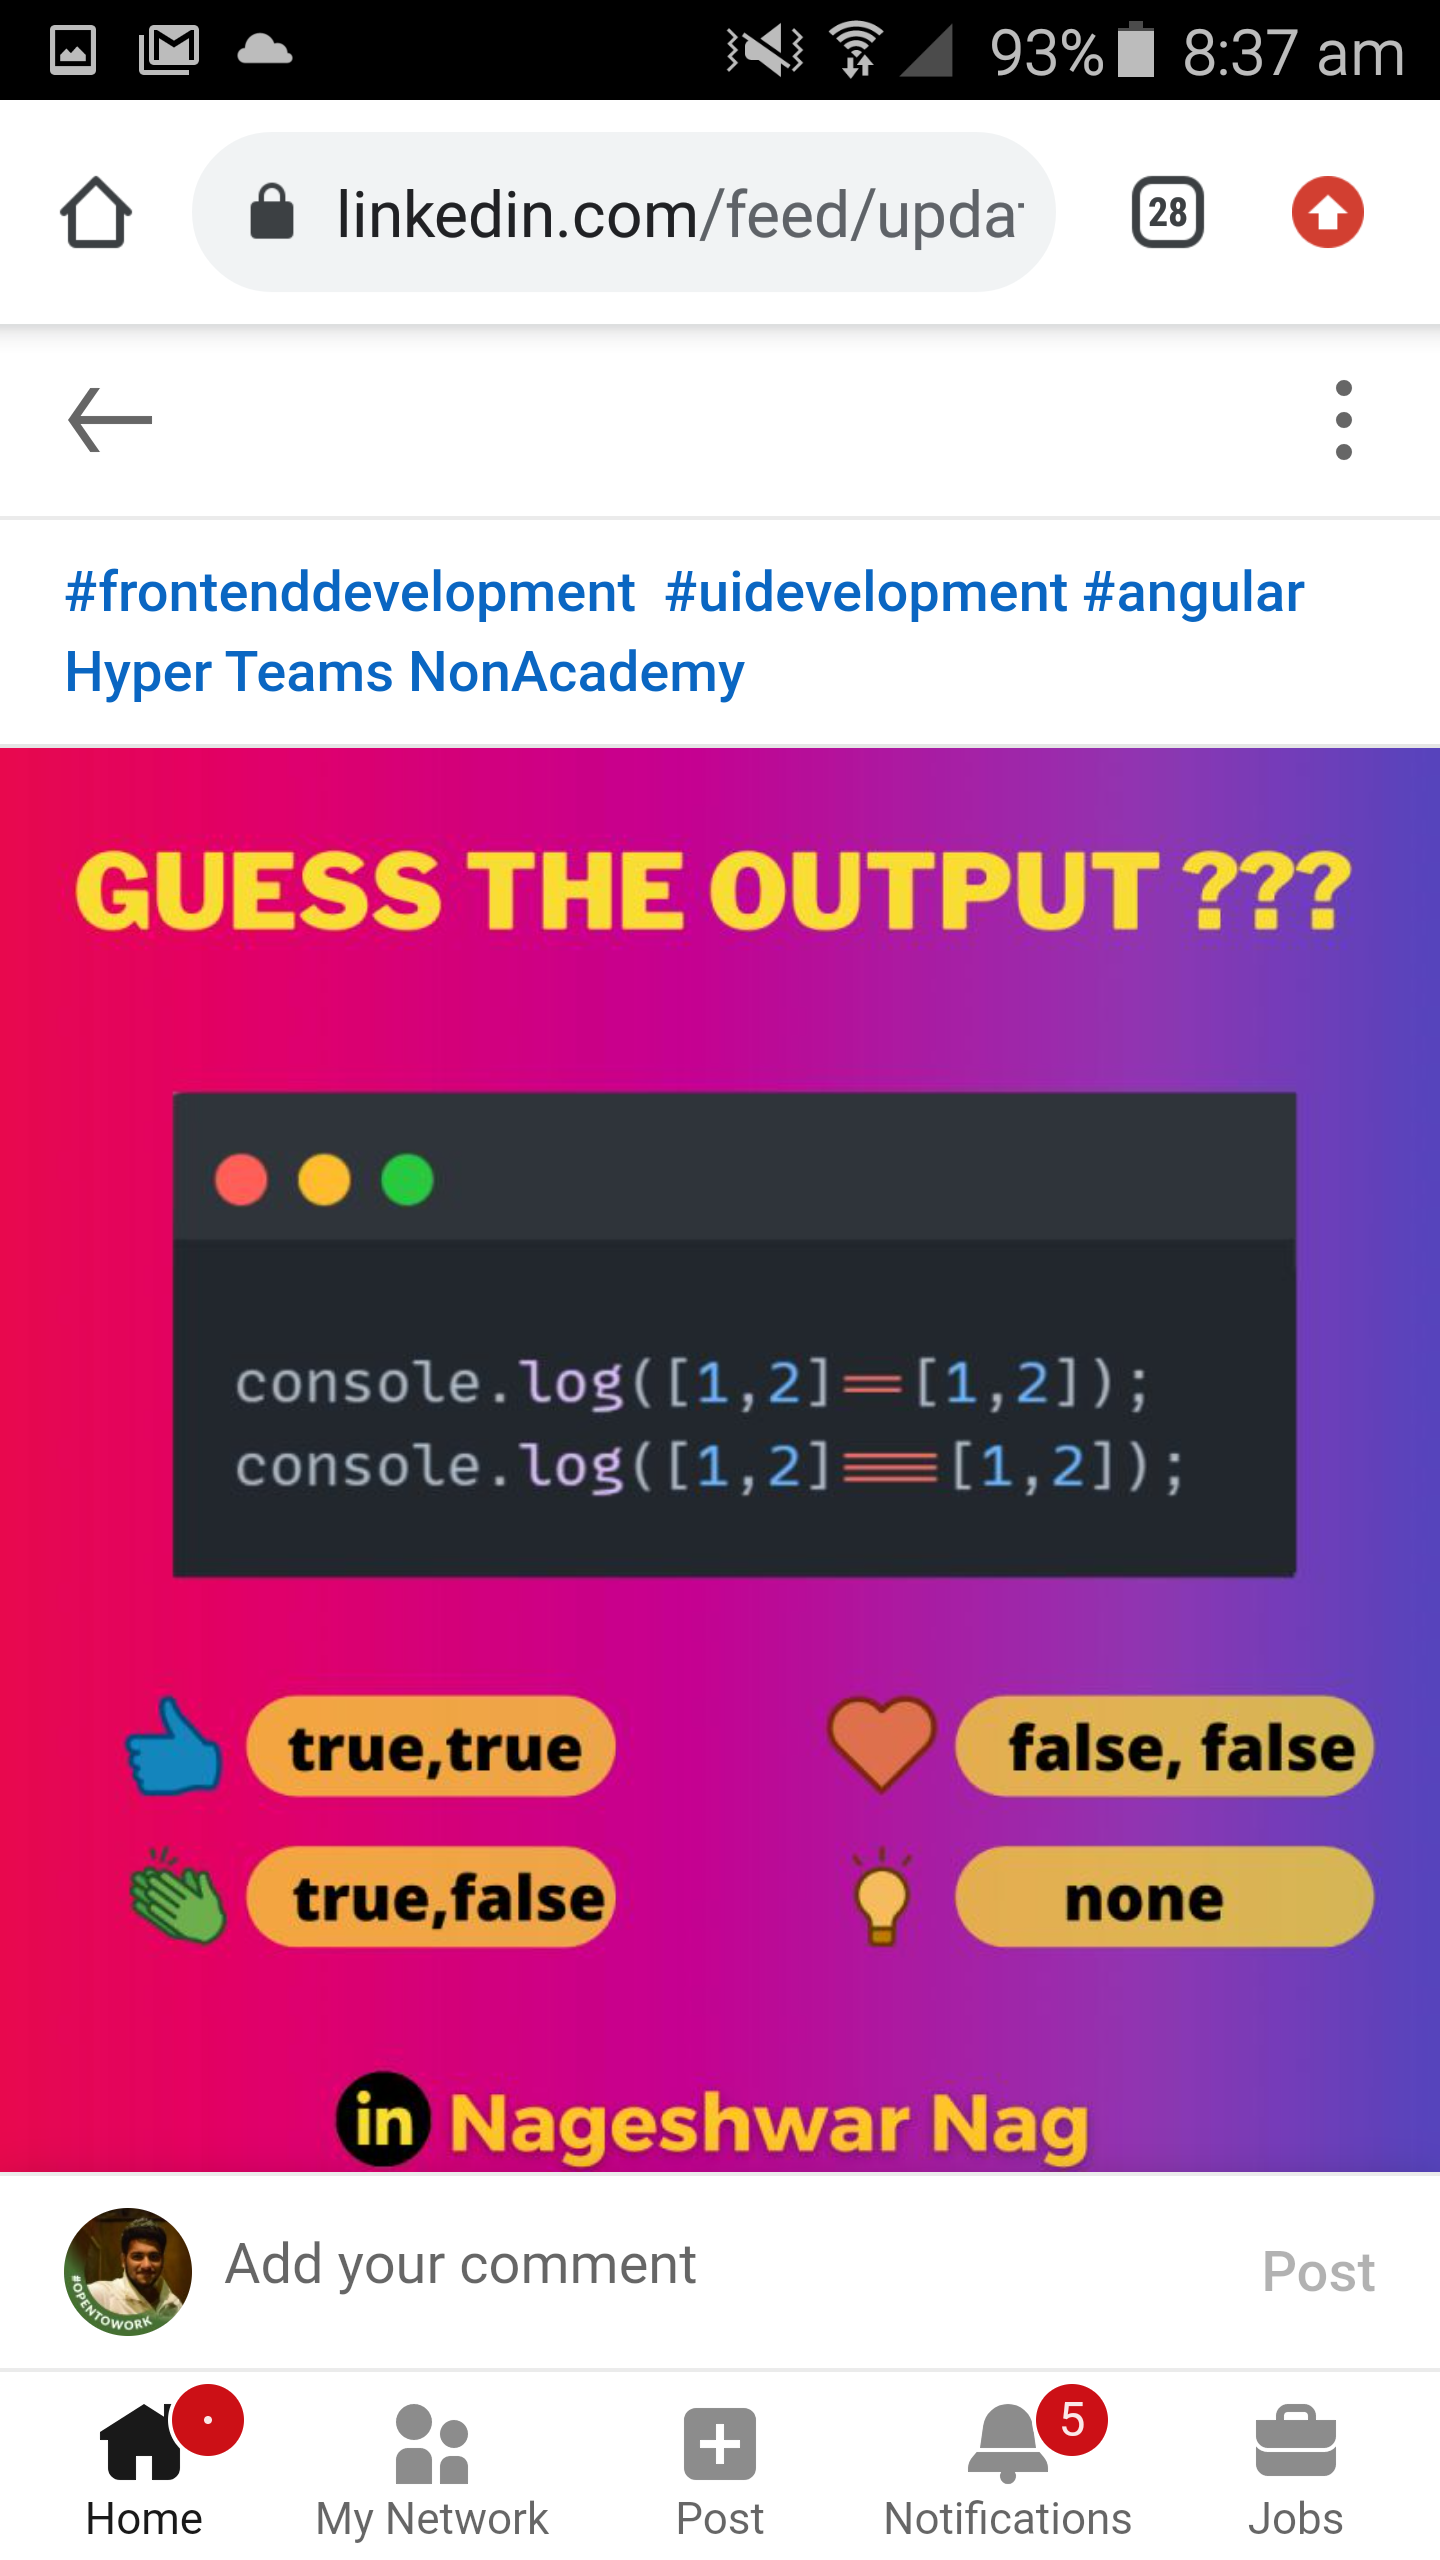 93% 8:37 am
linkedin.com/feed/upda
28
#frontenddevelopment #uidevelopment #angular
Hyper Teams NonAcademy
GUESS THE OUTPUT ???
console.log([1,2]==[1,2]);
console.log([1,2]===[1,2]);
true,true
false, false
true,false
none
in Nageshwar Nag
#OPENTOWORK
Add your comment
Post
5
Home
My Network
Post
Notifications
Jobs